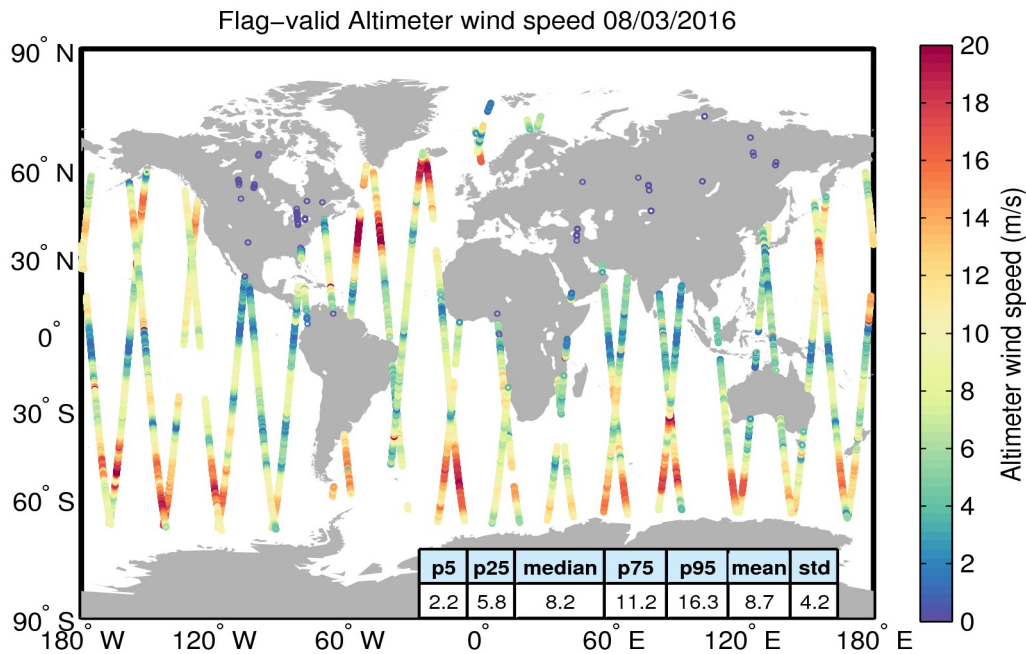 Flag−valid Altimeter wind speed 08/03/2016
90° N
60° N
30° N
0°
30° S
60° S
90° S
180° W
120° W
60° W
0°
60° E
120° E
180° E
p5 p25 median p75 p95 mean std
2.2 5.8 8.2 11.2 16.3 8.7 4.2
20
18
16
14
12
10
8
6
4
2
0
Altimeter wind speed (m/s)